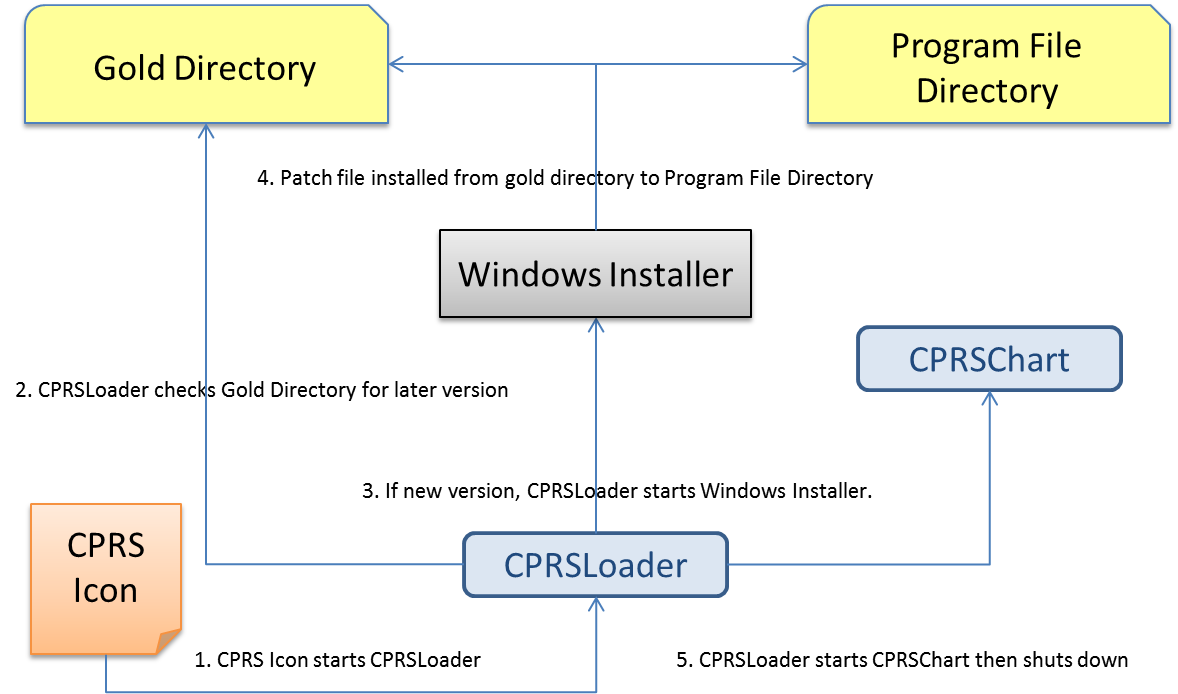 Gold Directory
Program File
Directory
4. Patch file installed from gold directory to Program File Directory
Windows Installer
CPRSChart
2. CPRSLoader checks Gold Directory for later version
3. If new version, CPRSLoader starts Windows Installer.
CPRS
Icon
CPRSLoader
1. CPRS Icon starts CPRSLoader
5. CPRSLoader starts CPRSChart then shuts down